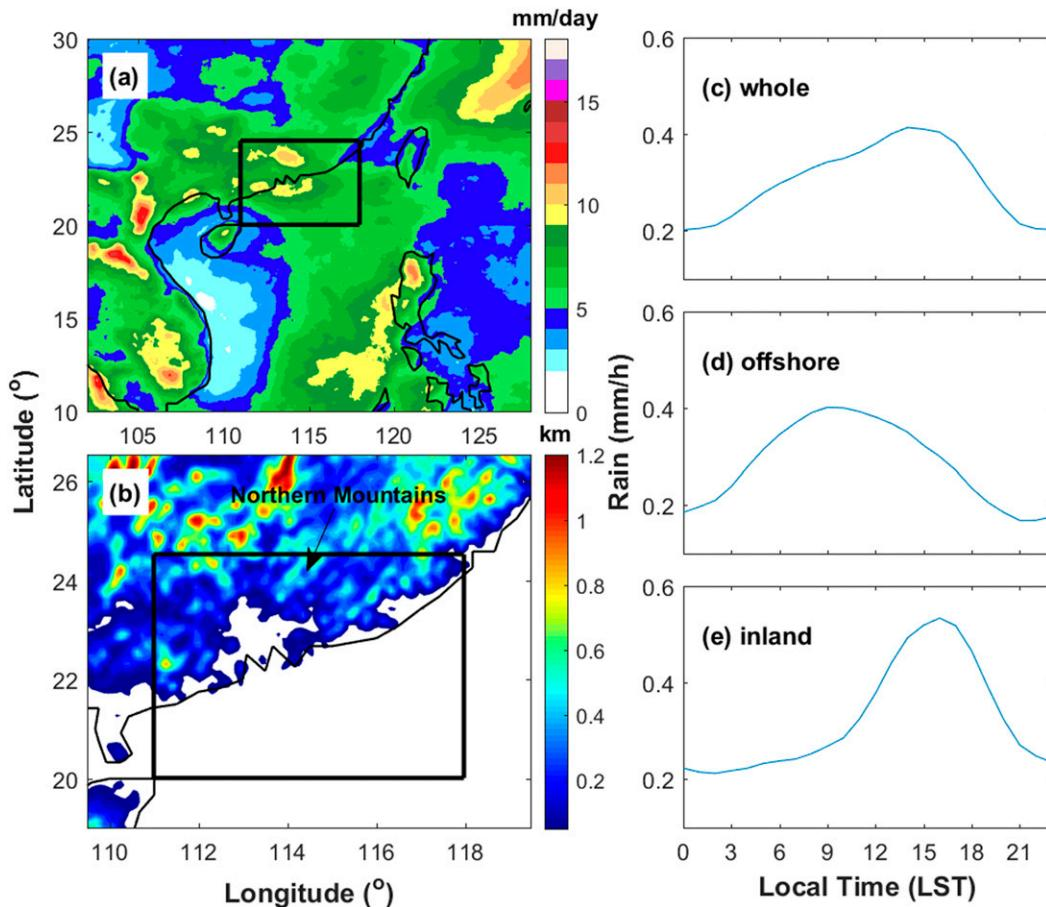 mm/day
30
(a)
25
20
15
10
105 110 115 120 125
15
10
5
0
km
(b)
Northern Mountains
26
24
22
20
110 112 114 116 118
1.2
1
0.8
0.6
0.4
0.2
Latitude (o)
Longitude (o)
0.6
(c) whole
0.4
0.2
0.6
(d) offshore
0.4
0.2
0.6
(e) inland
0.4
0.2
0 3 6 9 12 15 18 21
Rain (mm/h)
Local Time (LST)